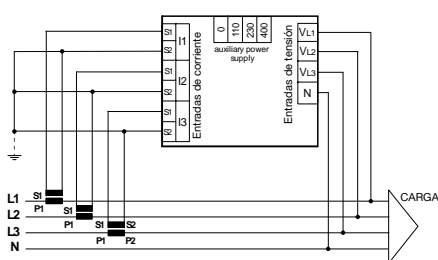 S1
S2
I1
S1
S2
I2
S1
S2
I3
Entradas de corriente
0
110
230
400
auxiliary power
supply
Entradas de tensión
VL1
VL2
VL3
N
L1
S1
P1
L2
S1
P1
L3
S1
S2
P1
P2
N
CARGA